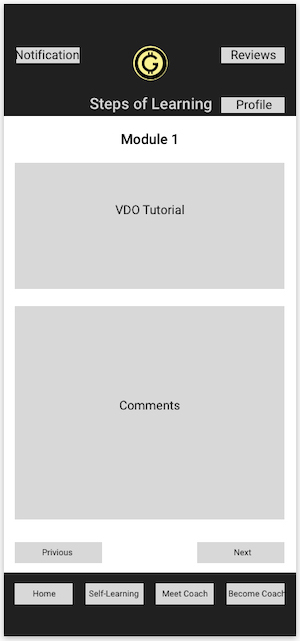 Notification
G
Reviews
Steps of Learning
Profile
Module 1
VDO Tutorial
Comments
Privious
Next
Home
Self-Learning
Meet Coach
Become Coach